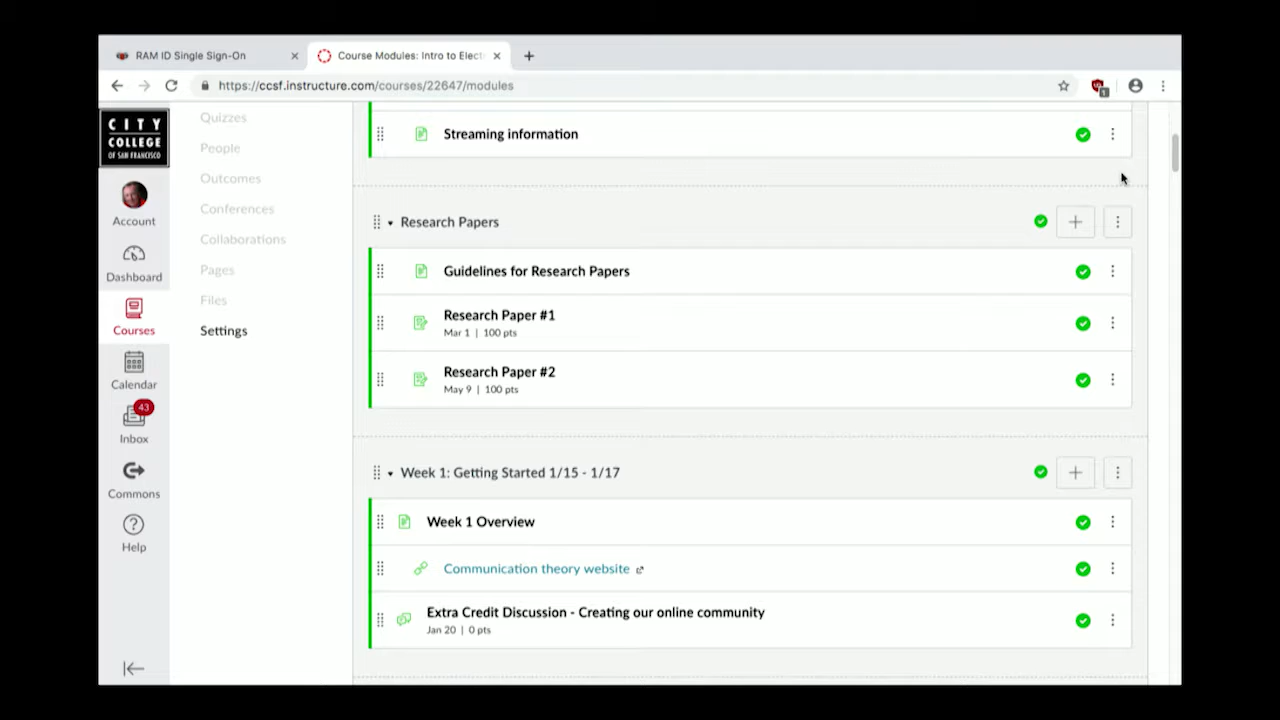 RAM ID Single Sign-On
Course Modules: Intro to Elect
https://ccsf.instructure.com/courses/22647/modules
1
CITY
COLLEGE
OF SAN FRANCISCO
Account
Dashboard
Courses
Calendar
43
Inbox
Commons
Help
Quizzes
People
Outcomes
Conferences
Collaborations
Pages
Files
Settings
Streaming information
Research Papers
Guidelines for Research Papers
Research Paper #1
Mar 1 | 100 pts
Research Paper #2
May 9 | 100 pts
Week 1: Getting Started 1/15 - 1/17
Week 1 Overview
Communication theory website
Extra Credit Discussion - Creating our online community
Jan 20 | 0 pts